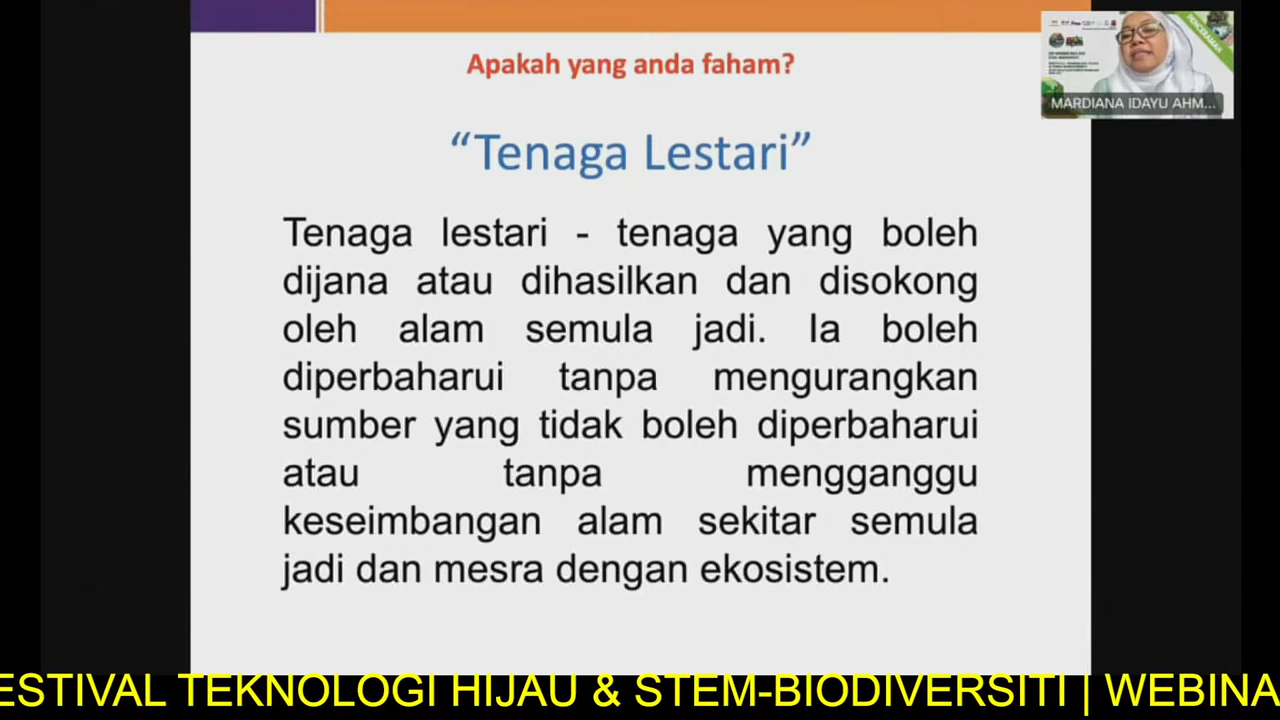 Apakah yang anda faham?
“Tenaga Lestari”
Tenaga lestari - tenaga yang boleh
dijana atau dihasilkan dan disokong
oleh alam semula jadi. Ia boleh
diperbaharui tanpa mengurangkan
sumber yang tidak boleh diperbaharui
atau tanpa mengganggu
keseimbangan alam sekitar semula
jadi dan mesra dengan ekosistem.
PENCERAMAH
MARDIANA IDAYU AHM...
ESTIVAL TEKNOLOGI HIJAU & STEM-BIODIVERSITI | WEBINA